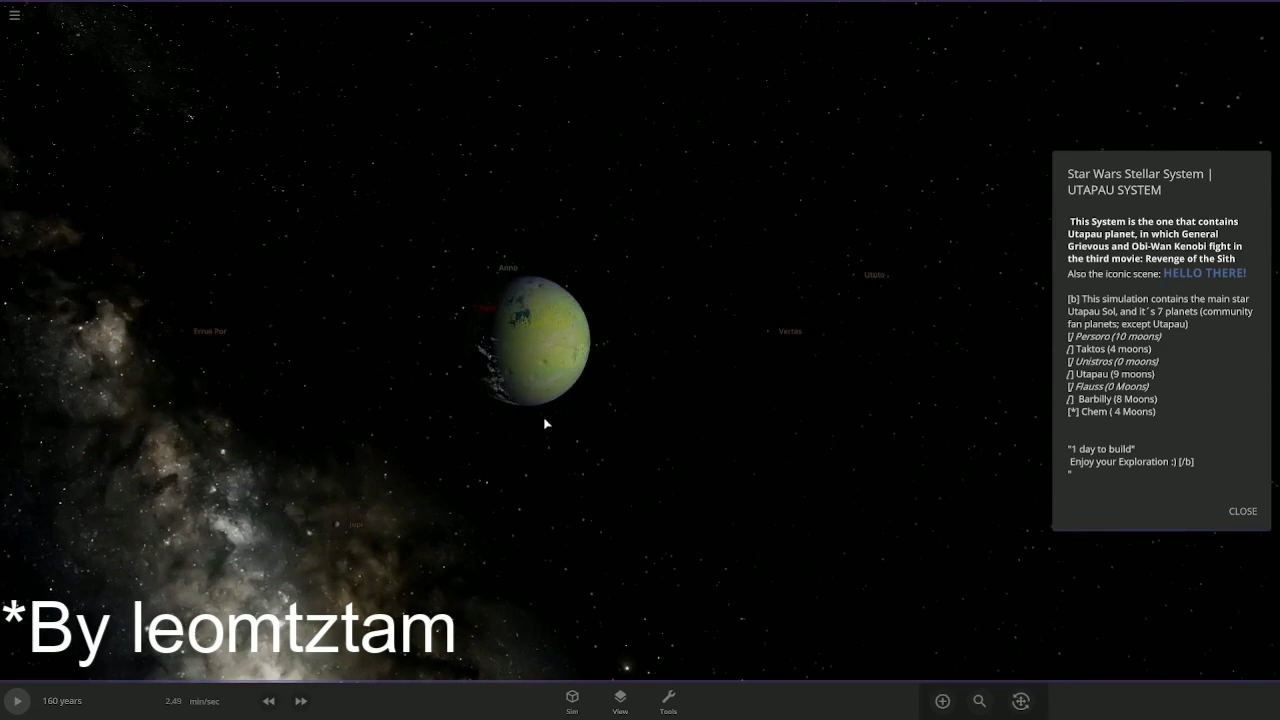 Star Wars Stellar System |
UTAPAU SYSTEM
This System is the one that contains
Utapau planet, in which General
Grievous and Obi-Wan Kenobi fight in
the third movie: Revenge of the Sith
Also the iconic scene: HELLO THERE!
[b] This simulation contains the main star
Utapau Sol, and it´s 7 planets (community
fan planets; except Utapau)
[/ Persoro (10 moons)
/] Taktos (4 moons)
[/ Unistros (0 moons)
/] Utapau (9 moons)
[/ Flauss (0 Moons)
/] Barbilly (8 Moons)
[*] Chem ( 4 Moons)
"1 day to build"
Enjoy your Exploration :) [/b]
"
CLOSE
Anno
Utoto
Errus Por
Vertas
Jupi
*By leomtztam
160 years
2,49 min/sec
Sim
View
Tools